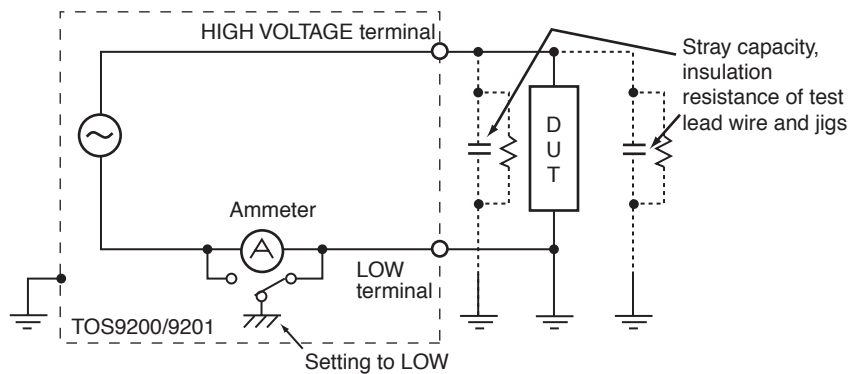 HIGH VOLTAGE terminal
Stray capacity,
insulation
resistance of test
lead wire and jigs
D
U
T
Ammeter
A
LOW
terminal
TOS9200/9201
Setting to LOW